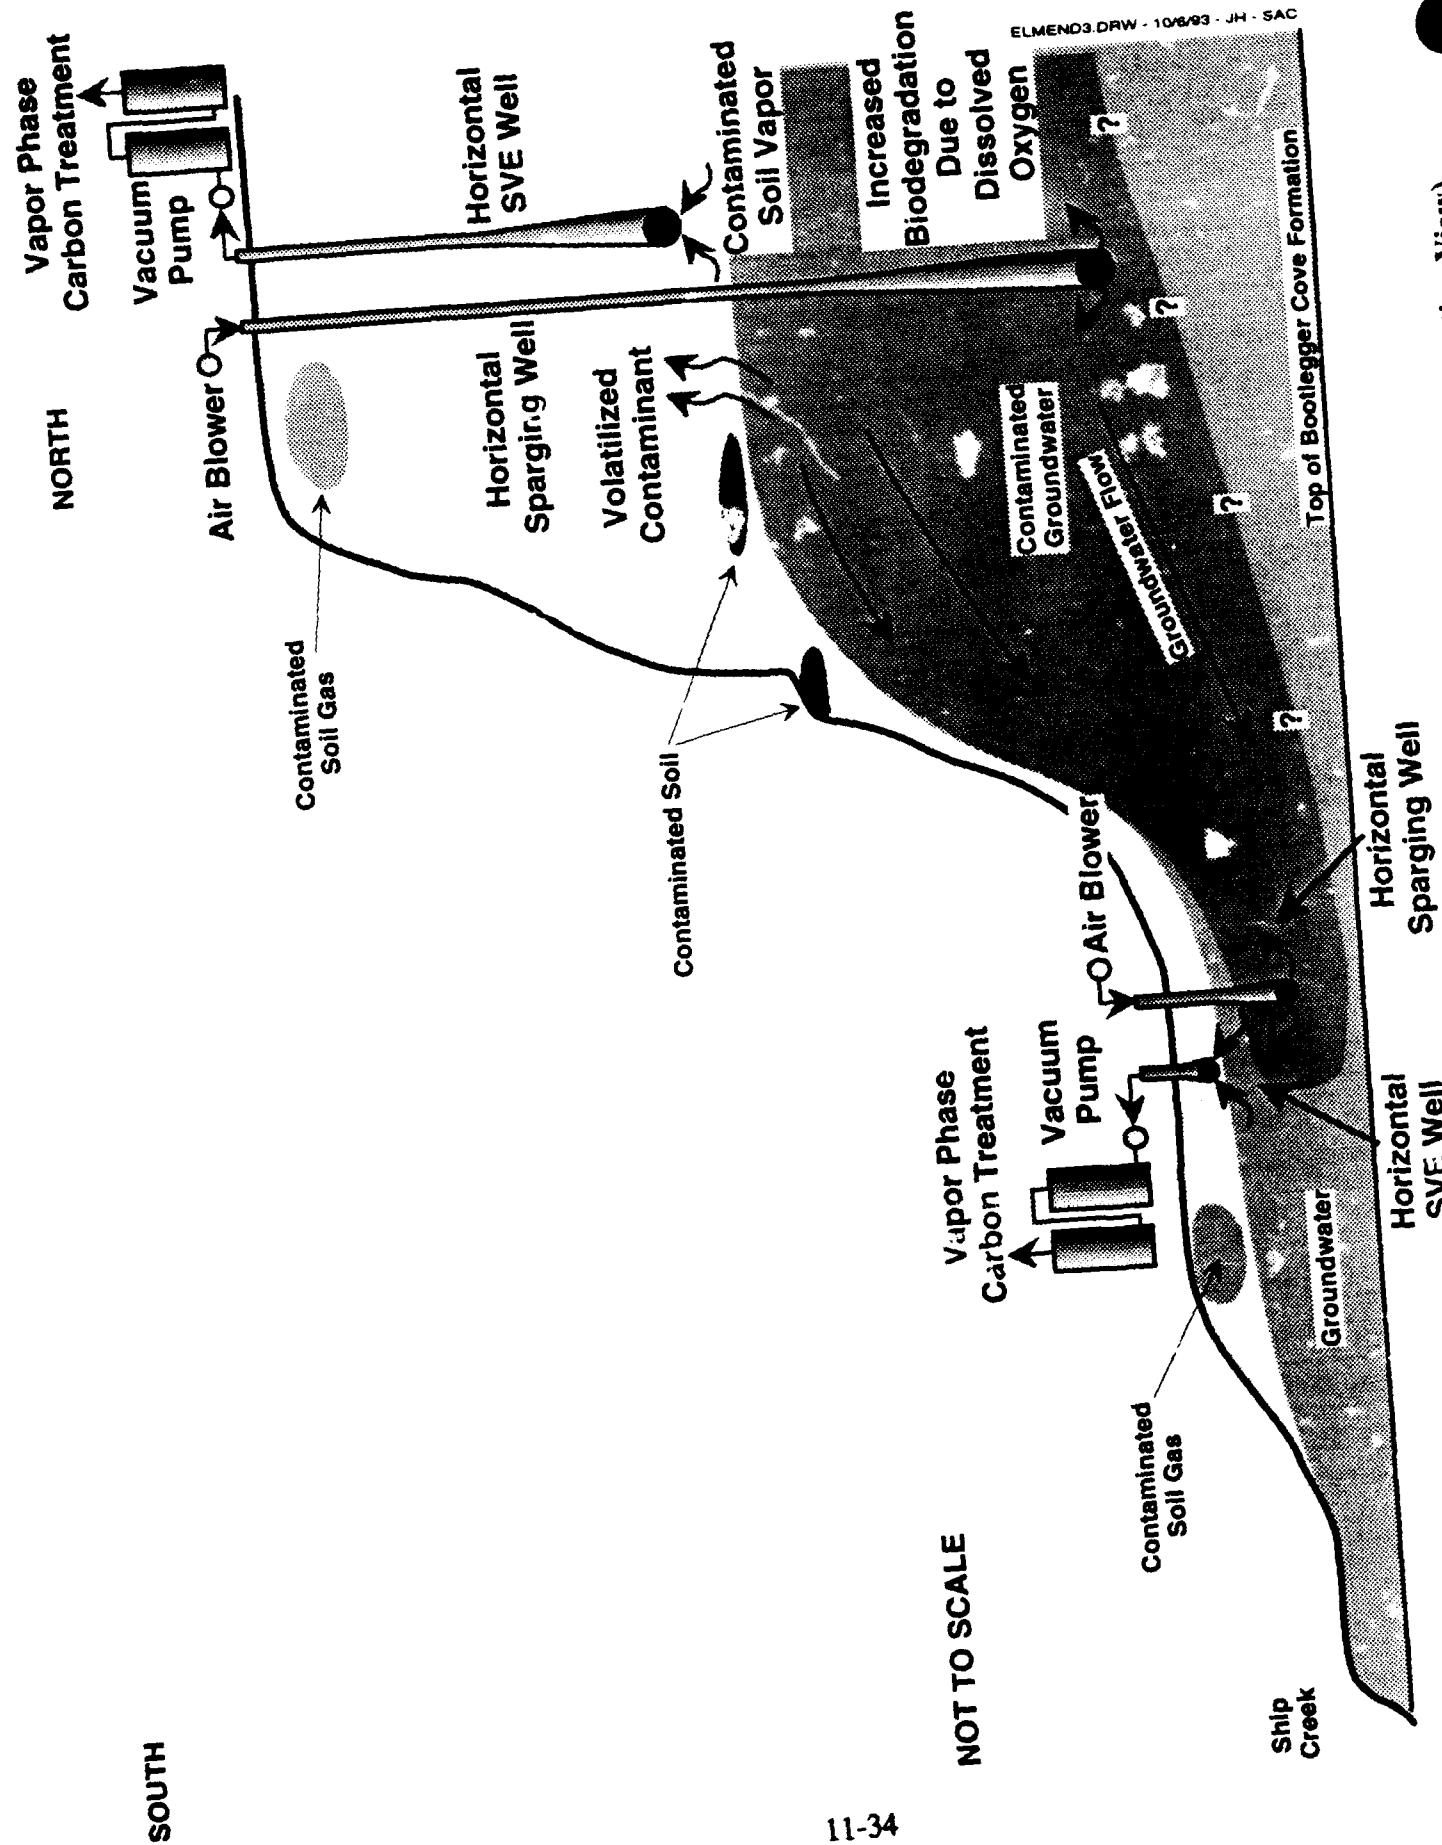 SOUTH
NORTH
Vapor Phase
Carbon Treatment
Vacuum
Pump
Air Blower
Contaminated
Soil Gas
Horizontal
SVE Well
Horizontal
Sparging Well
Volatilized
Contaminant
Contaminated
Soil Vapor
Contaminated Soil
Increased
Biodegradation
Due to
Dissolved
Oxygen
Contaminated
Groundwater
Groundwater Flow
?
?
?
?
Air Blower
Vapor Phase
Carbon Treatment
Vacuum
Pump
NOT TO SCALE
Contaminated
Soil Gas
Groundwater
Ship
Creek
Top of Bootlegger Cove Formation
Horizontal
Sparging Well
Horizontal
SVE Well
ELMEND3.DRW - 10/6/93 - JH - SAC
11-34